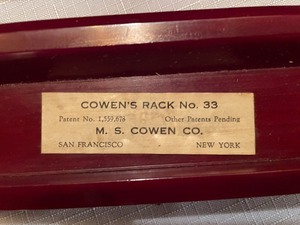 COWEN'S RACK No. 33
Patent No. 1,559,676 Other Patents Pending
M. S. COWEN CO.
SAN FRANCISCO NEW YORK